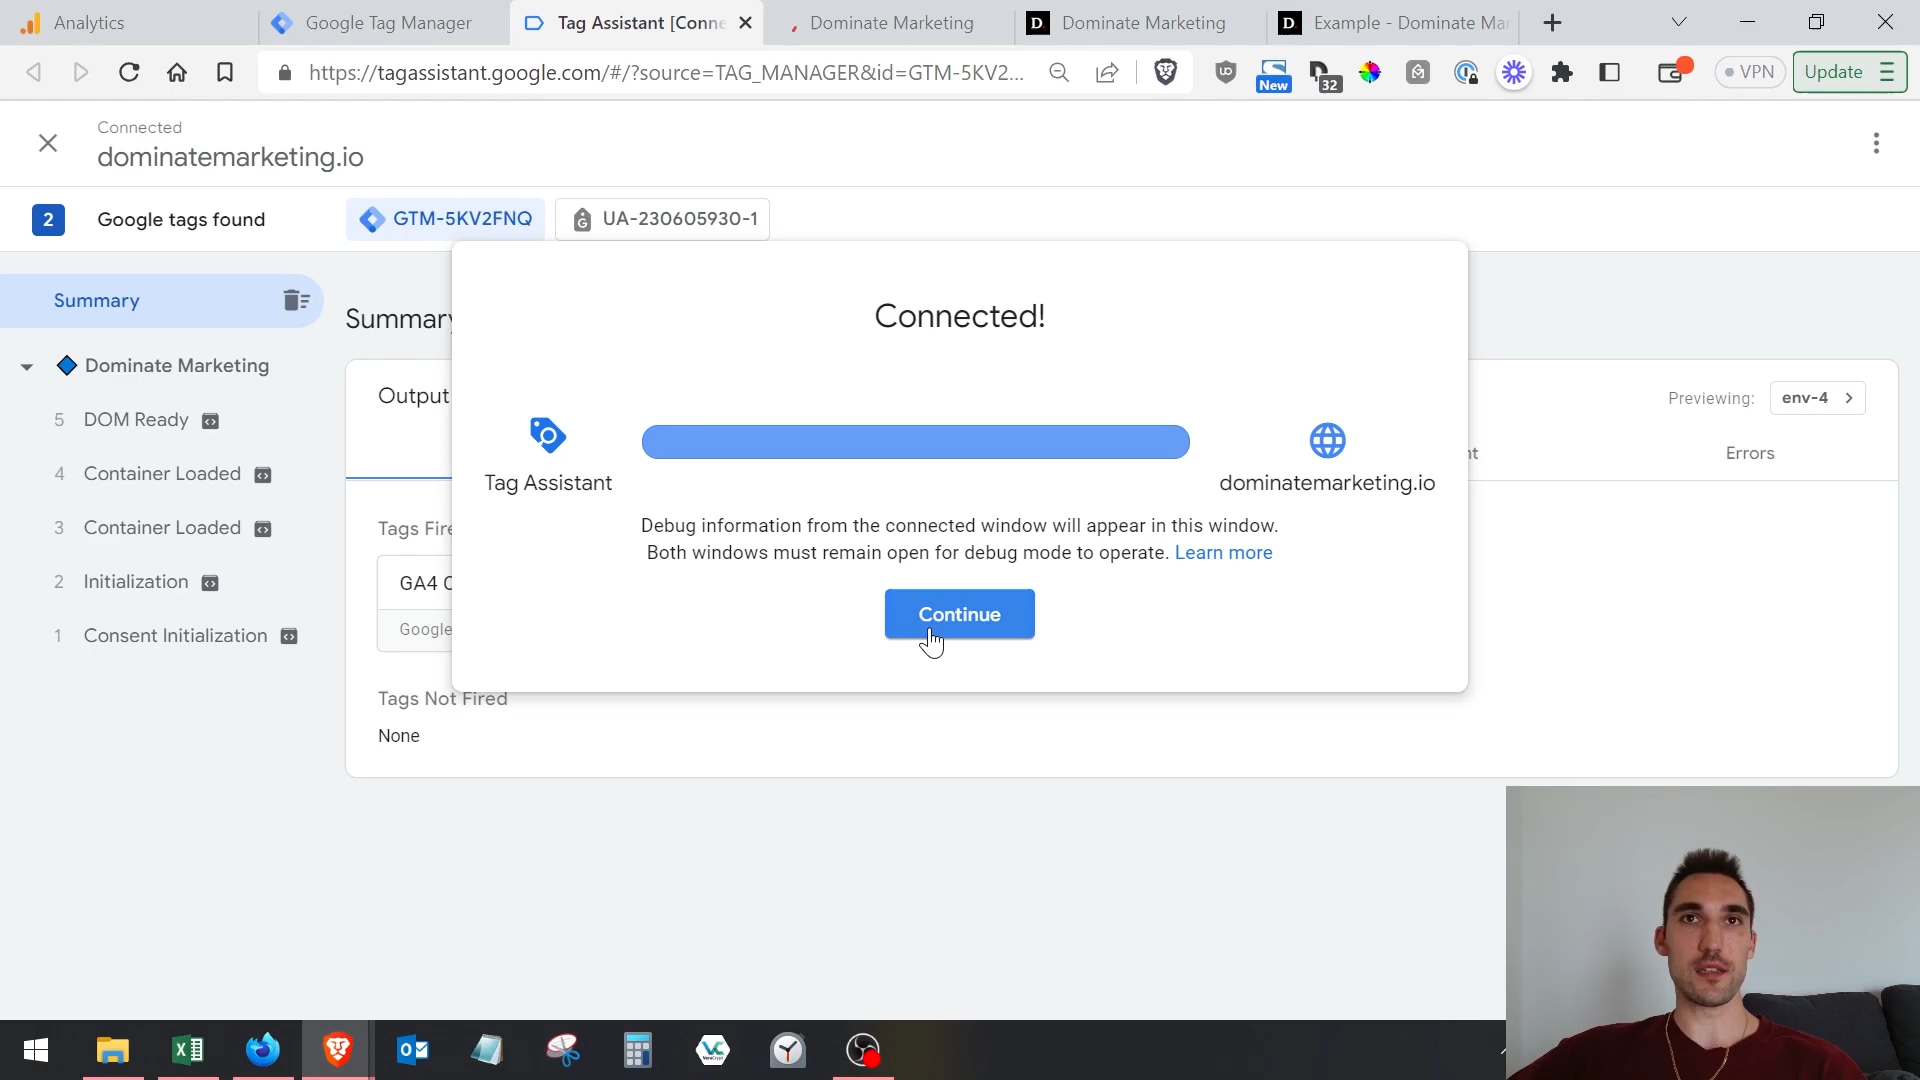 Analytics
Google Tag Manager
Tag Assistant [Conne
Dominate Marketing
D. Dominate Marketing
D. Example - Dominate Mar
https://tagassistant.google.com/#/?source=TAG_MANAGER&id=GTM-5KV2...
New
32
VPN
Update
Connected
dominatemarketing.io
2 Google tags found
GTM-5KV2FNQ
UA-230605930-1
Summary
Dominate Marketing
5 DOM Ready
4 Container Loaded
3 Container Loaded
2 Initialization
1 Consent Initialization
Summary
Output
Previewing: env-4
nt
Errors
Tags Fire
GA4 C
Google
Tags Not Fired
None
Connected!
Tag Assistant
dominatemarketing.io
Debug information from the connected window will appear in this window.
Both windows must remain open for debug mode to operate. Learn more
Continue